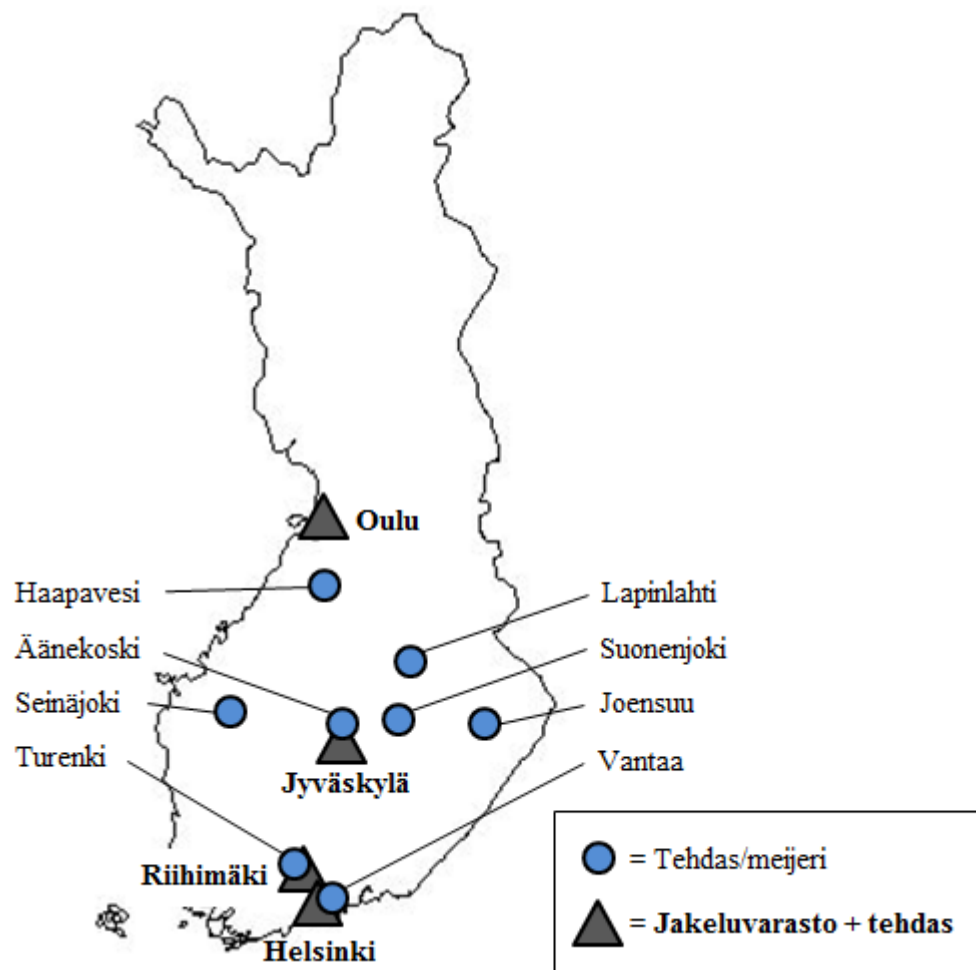 Oulu
Haapavesi
Lapinlahti
Äänekoski
Suonenjoki
Seinäjoki
Joensuu
Turenki
Vantaa
Jyväskylä
Riihimäki
Helsinki
= Tehdas/meijeri
= Jakeluvarasto + tehdas